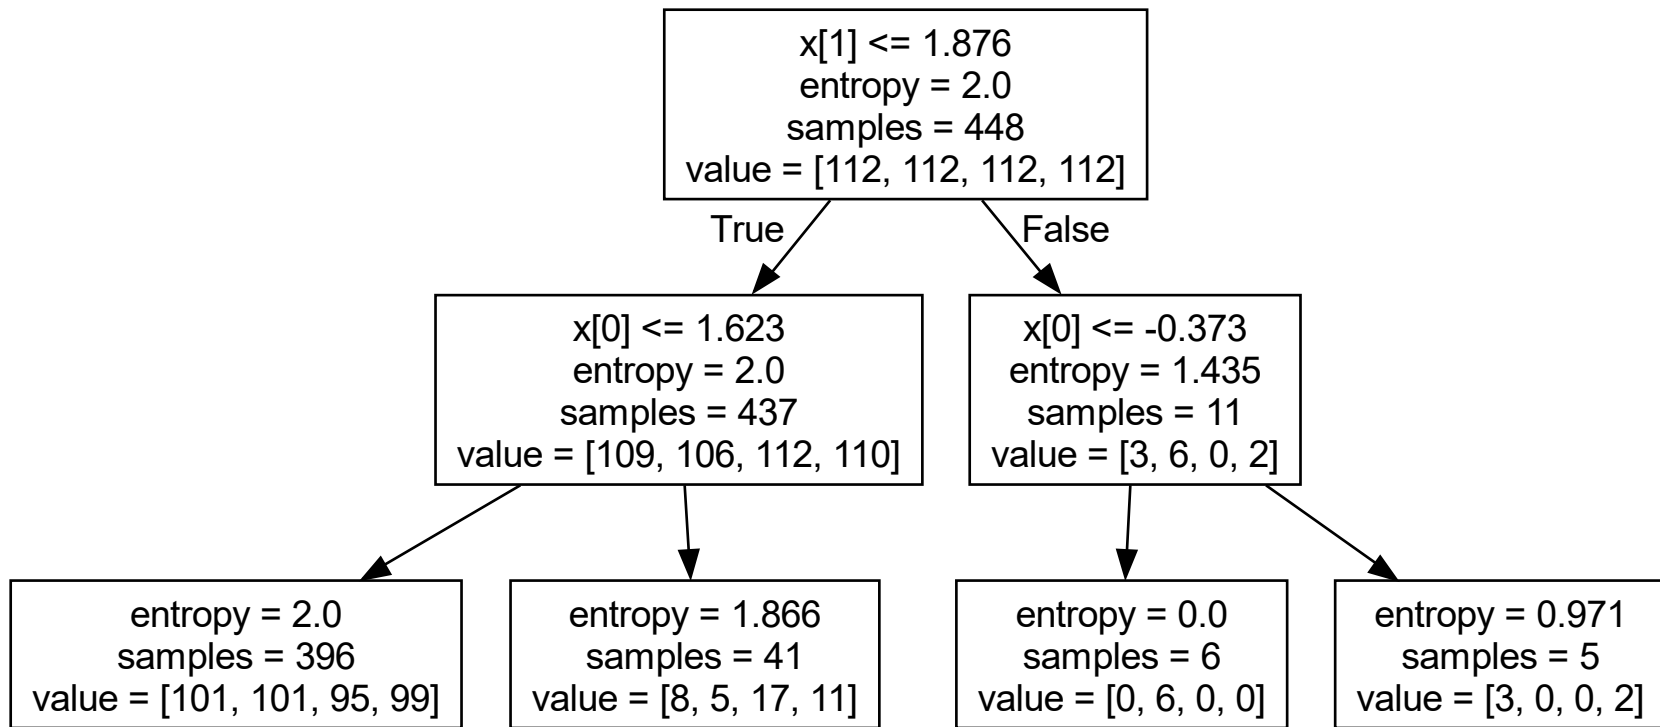 x[1] <= 1.876
entropy = 2.0
samples = 448
value = [112, 112, 112, 112]
True
False
x[0] <= 1.623
entropy = 2.0
samples = 437
value = [109, 106, 112, 110]
x[0] <= -0.373
entropy = 1.435
samples = 11
value = [3, 6, 0, 2]
entropy = 2.0
samples = 396
value = [101, 101, 95, 99]
entropy = 1.866
samples = 41
value = [8, 5, 17, 11]
entropy = 0.0
samples = 6
value = [0, 6, 0, 0]
entropy = 0.971
samples = 5
value = [3, 0, 0, 2]